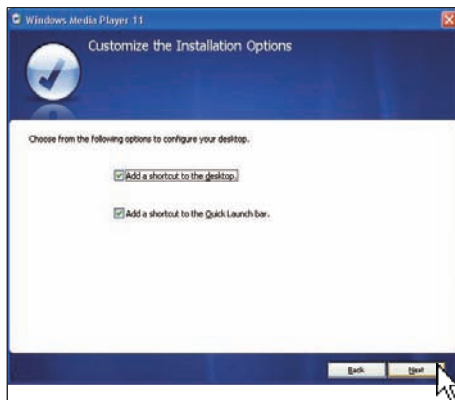 Windows Media Player 11
Customize the Installation Options
Choose from the following options to configure your desktop.
Add a shortcut to the desktop.
Add a shortcut to the Quick Launch bar.
Back Next